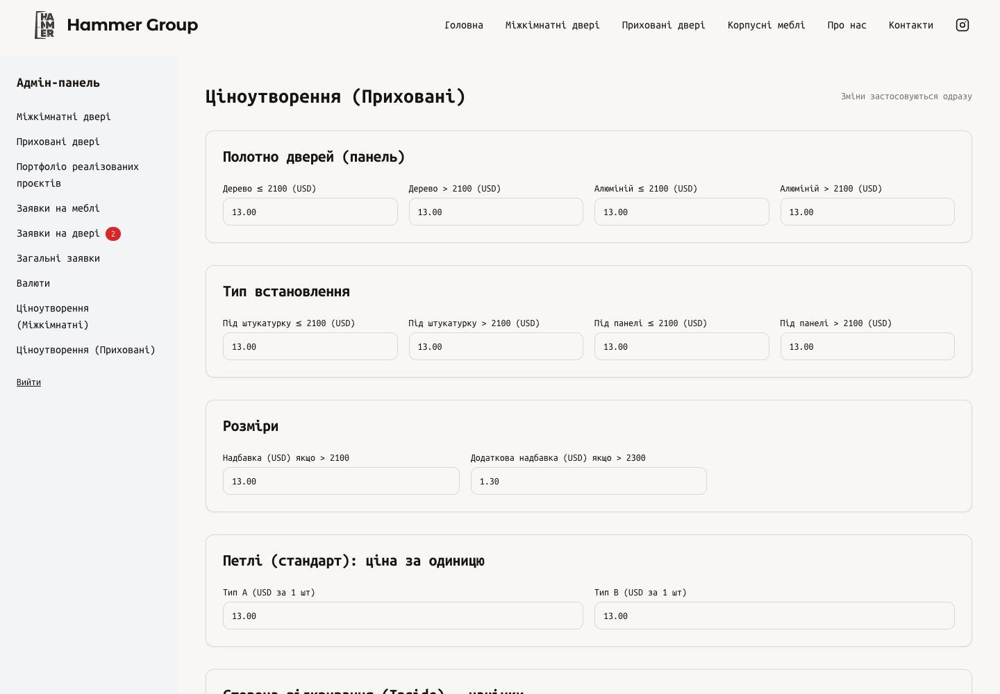 HAMMER
Hammer Group
Головна
Міжкімнатні двері
Приховані двері
Корпусні меблі
Про нас
Контакти
Адмін-панель
Міжкімнатні двері
Приховані двері
Портфоліо реалізованих
проєктів
Заявки на меблі
Заявки на двері 2
Загальні заявки
Валюти
Ціноутворення
(Міжкімнатні)
Ціноутворення (Приховані)
Вийти
Ціноутворення (Приховані)
Зміни застосовуються одразу
Полотно дверей (панель)
Дерево ≤ 2100 (USD)
13.00
Дерево > 2100 (USD)
13.00
Алюміній ≤ 2100 (USD)
13.00
Алюміній > 2100 (USD)
13.00
Тип встановлення
Під штукатурку ≤ 2100 (USD)
13.00
Під штукатурку > 2100 (USD)
13.00
Під панелі ≤ 2100 (USD)
13.00
Під панелі > 2100 (USD)
13.00
Розміри
Надбавка (USD) якщо > 2100
13.00
Додаткова надбавка (USD) якщо > 2300
1.30
Петлі (стандарт): ціна за одиницю
Тип A (USD за 1 шт)
13.00
Тип B (USD за 1 шт)
13.00